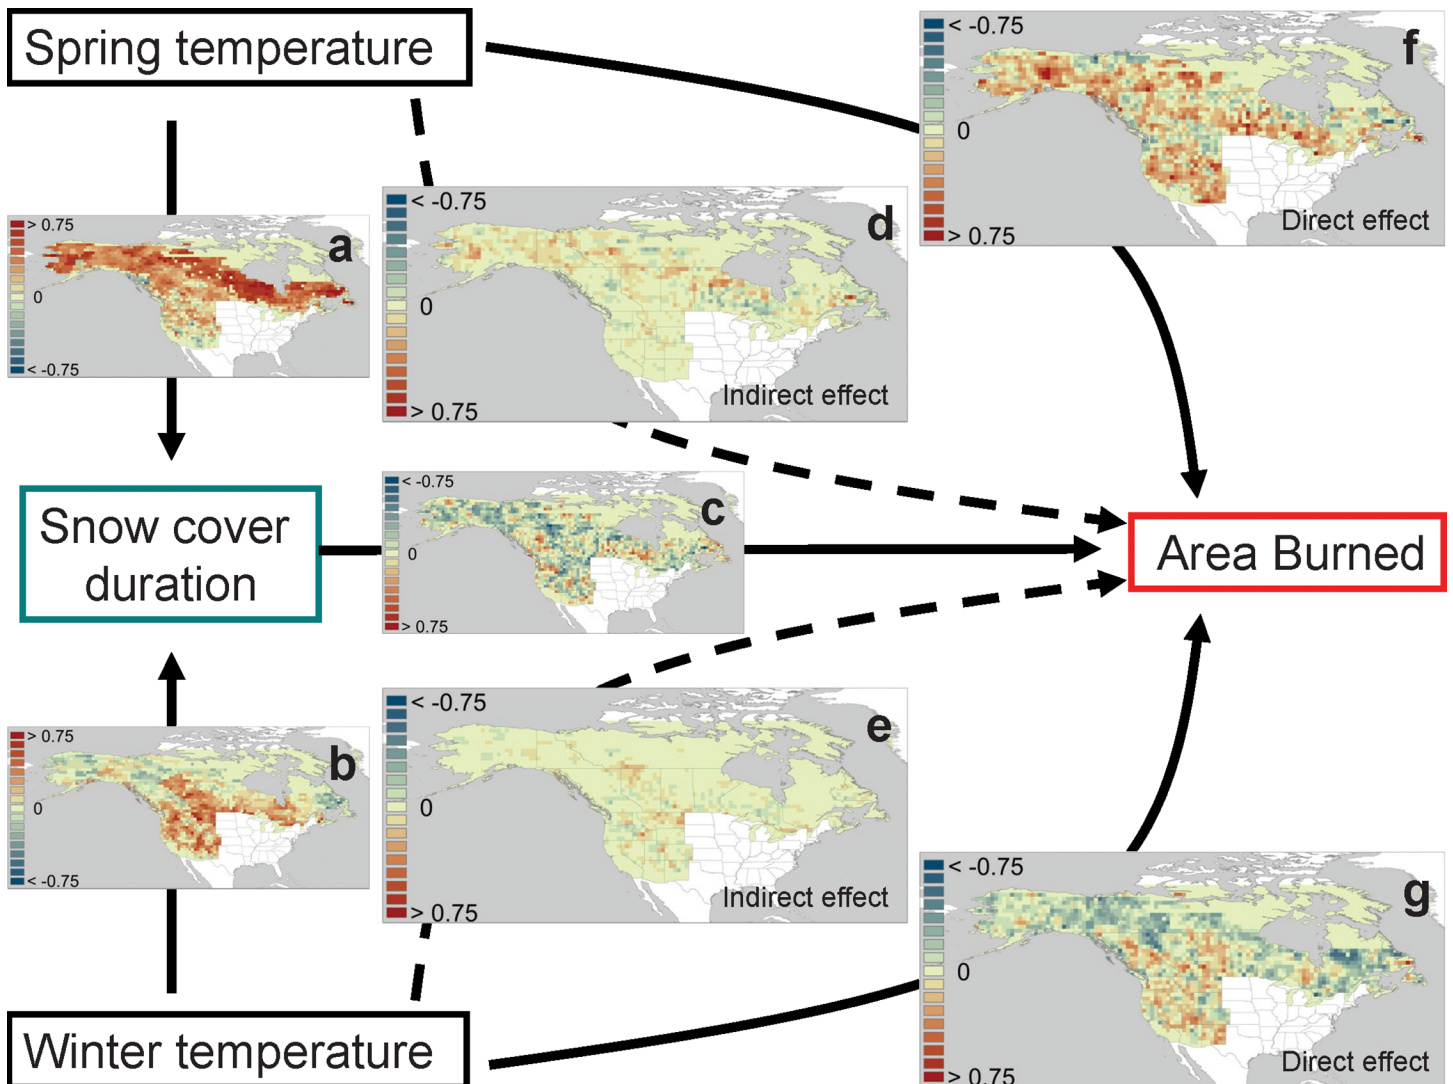 Spring temperature
< -0.75
f
0
Direct effect
> 0.75
> 0.75
a
0
< -0.75
< -0.75
d
0
Indirect effect
> 0.75
Snow cover
duration
< -0.75
c
0
> 0.75
Area Burned
> 0.75
b
0
< -0.75
< -0.75
e
0
Indirect effect
> 0.75
< -0.75
g
0
Direct effect
> 0.75
Winter temperature